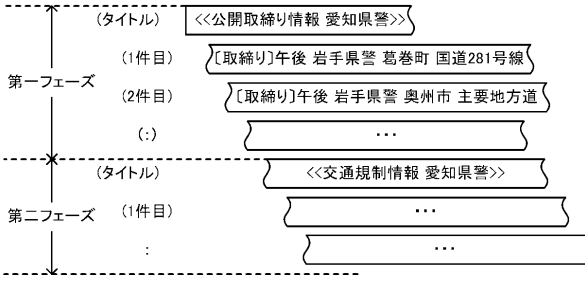 (タイトル) <<公開取締り情報 愛知県警>>
(1件目) [取締り]午後 岩手県警 葛巻町 国道281号線
第一フェーズ
(2件目) [取締り]午後 岩手県警 奥州市 主要地方道
(:) ...
(タイトル) <<交通規制情報 愛知県警>>
第二フェーズ (1件目) ...
: ...